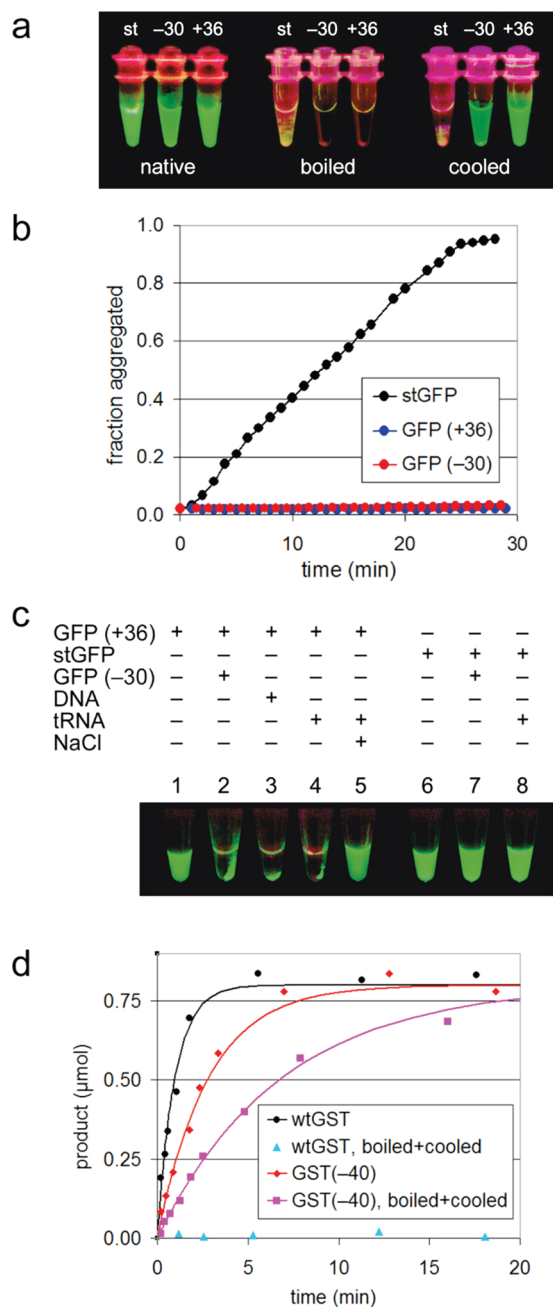 a
st –30 +36 st –30 +36 st –30 +36
native boiled cooled
b
fraction aggregated
1.0
0.8
0.6
0.4
0.2
0.0
stGFP
GFP (+36)
GFP (–30)
0 10 20 30
time (min)
c
GFP (+36) + + + + + – – –
stGFP – – – – – + + +
GFP (–30) – + – – – – + –
DNA – – + – – – – –
tRNA – – – + + – – +
NaCl – – – – + – – –
1 2 3 4 5 6 7 8
d
product (µmol)
0.75
0.50
0.25
0.00
wtGST
wtGST, boiled+cooled
GST(–40)
GST(–40), boiled+cooled
0 5 10 15 20
time (min)